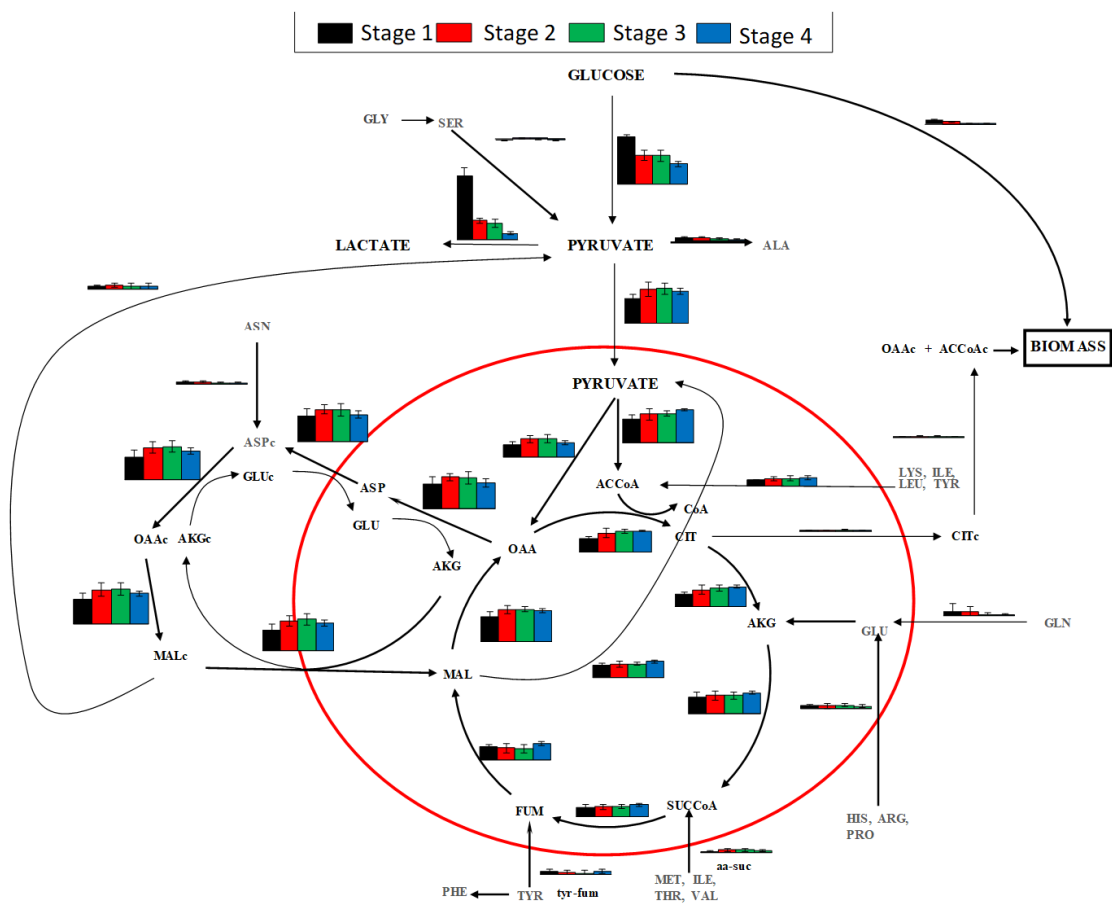 Stage 1 Stage 2 Stage 3 Stage 4
GLUCOSE
GLY
SER
LACTATE
PYRUVATE
ALA
ASN
OAAc + ACCoAc
BIOMASS
PYRUVATE
ASPc
GLUc
ASP
ACCoA
LYS, ILE,
LEU, TYR
CoA
GLU
OAAc
AKGc
OAA
CIT
CITc
AKG
AKG
GLU
GLN
MALc
MAL
FUM
SUCCoA
HIS, ARG,
PRO
aa-suc
PHE
TYR
tyr-fum
MET, ILE,
THR, VAL